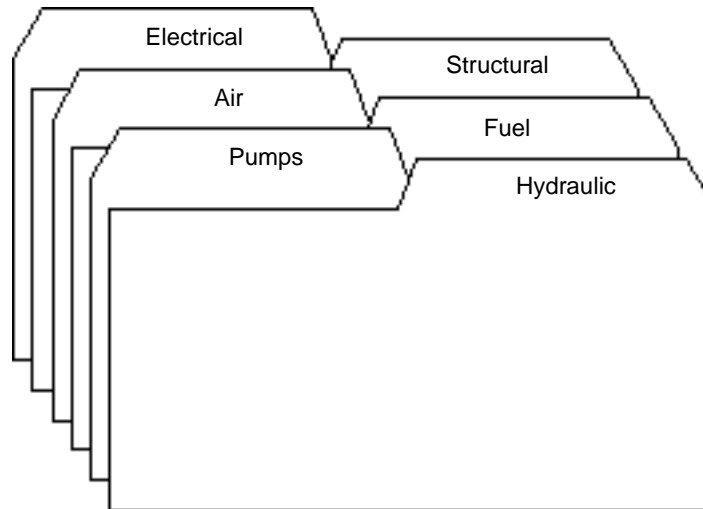 Electrical
Structural
Air
Fuel
Pumps
Hydraulic